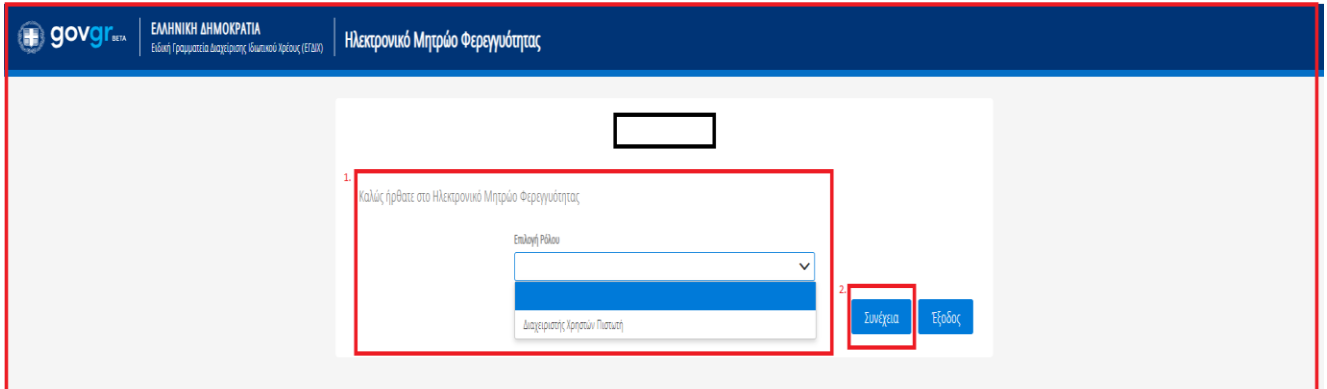 govgr BETA
ΕΛΛΗΝΙΚΗ ΔΗΜΟΚΡΑΤΙΑ
Ειδική Γραμματεία Διαχείρισης Ιδιωτικού Χρέους (ΕΓΔΙΧ)
Ηλεκτρονικό Μητρώο Φερεγγυότητας
1.
Καλώς ήρθατε στο Ηλεκτρονικό Μητρώο Φερεγγυότητας
Επιλογή Ρόλου
Διαχειριστής Χρηστών Πιστωτή
2.
Συνέχεια
Έξοδος